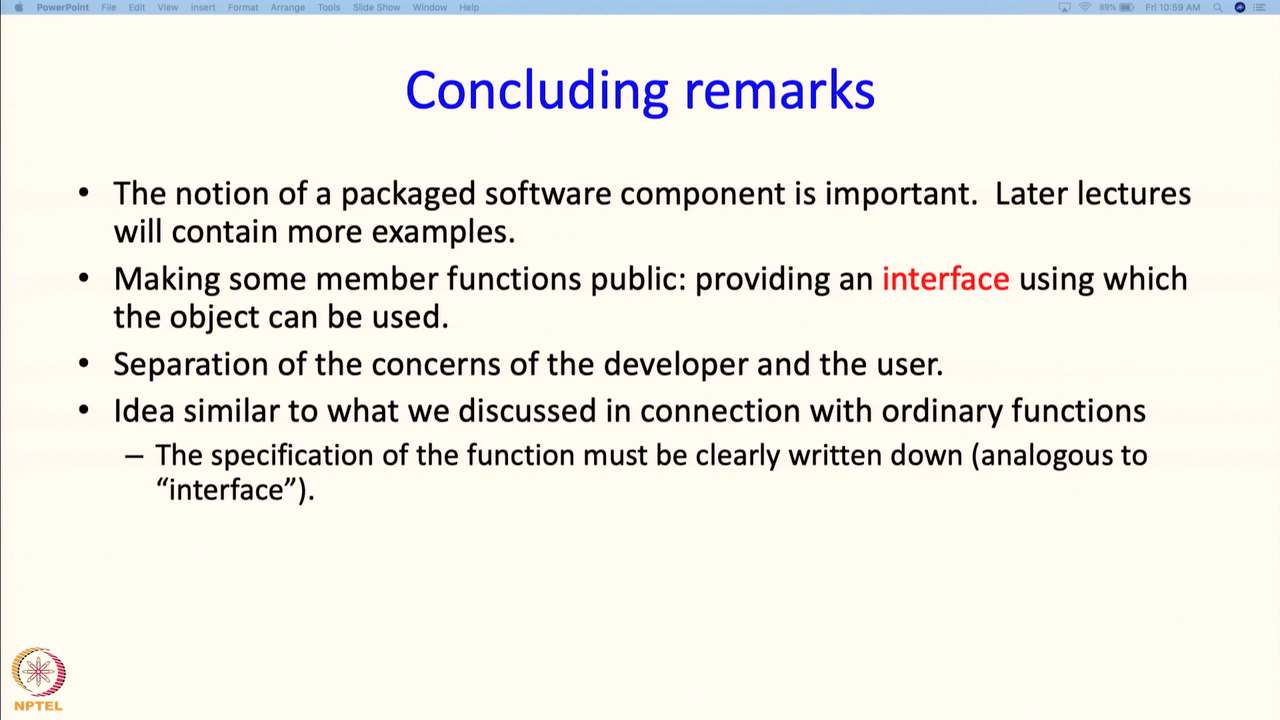 PowerPoint File Edit View Insert Format Arrange Tools Slide Show Window Help 89% Fri 10:59 AM
Concluding remarks
• The notion of a packaged software component is important. Later lectures
will contain more examples.
• Making some member functions public: providing an interface using which
the object can be used.
• Separation of the concerns of the developer and the user.
• Idea similar to what we discussed in connection with ordinary functions
– The specification of the function must be clearly written down (analogous to
“interface”).
NPTEL